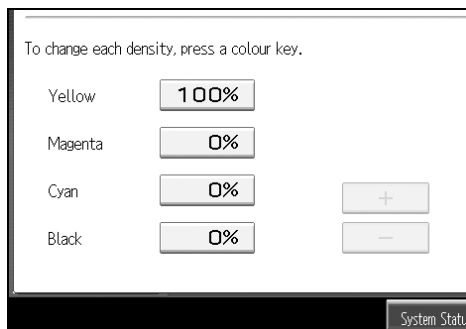 To change each density, press a colour key.
Yellow 100%
Magenta 0%
Cyan 0%
+
Black 0%
−
System Statu